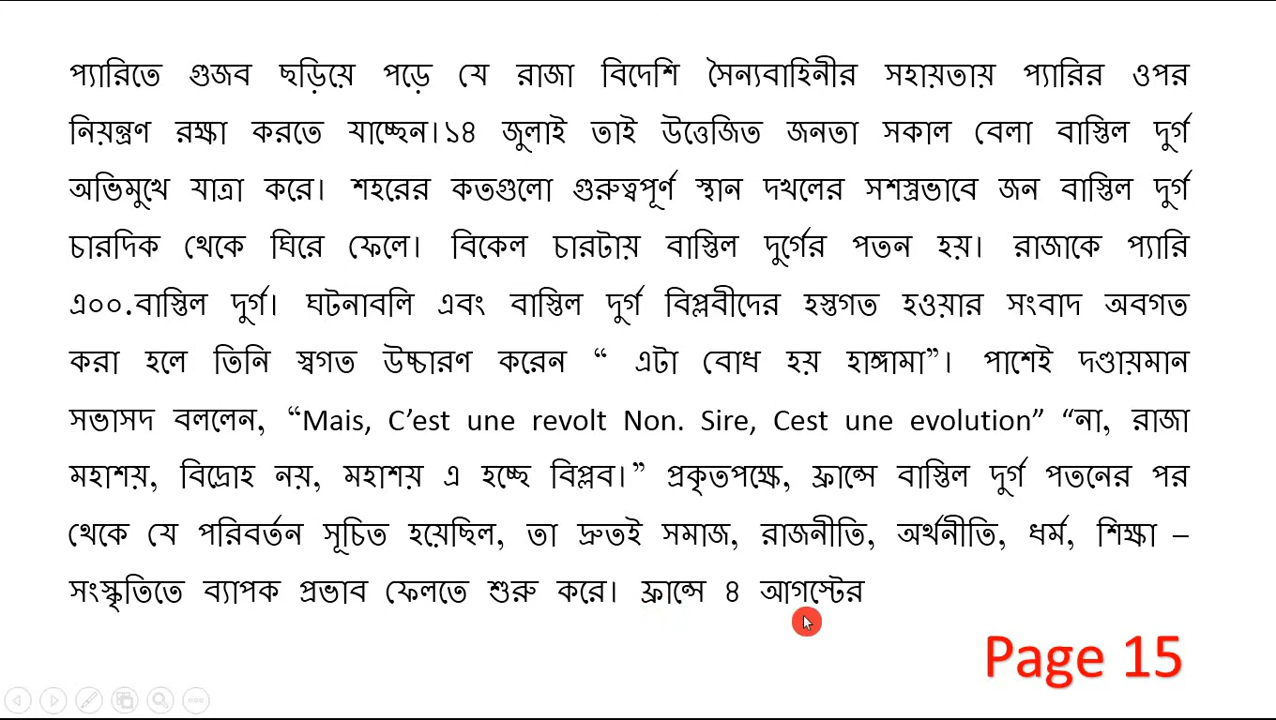 প্যারিতে গুজব ছড়িয়ে পড়ে যে রাজা বিদেশি সৈন্যবাহিনীর সহায়তায় প্যারির ওপর
নিয়ন্ত্রণ রক্ষা করতে যাচ্ছেন।১৪ জুলাই তাই উত্তেজিত জনতা সকাল বেলা বাস্তিল দুর্গ
অভিমুখে যাত্রা করে। শহরের কতগুলো গুরুত্বপূর্ণ স্থান দখলের সশস্ত্রভাবে জন বাস্তিল দুর্গ
চারদিক থেকে ঘিরে ফেলে। বিকেল চারটায় বাস্তিল দুর্গের পতন হয়। রাজাকে প্যারি
এ০০.বাস্তিল দুর্গ। ঘটনাবলি এবং বাস্তিল দুর্গ বিপ্লবীদের হস্তগত হওয়ার সংবাদ অবগত
করা হলে তিনি স্বগত উচ্চারণ করেন “ এটা বোধ হয় হাঙ্গামা”। পাশেই দণ্ডায়মান
সভাসদ বললেন, “Mais, C’est une revolt Non. Sire, Cest une evolution” “না, রাজা
মহাশয়, বিদ্রোহ নয়, মহাশয় এ হচ্ছে বিপ্লব।” প্রকৃতপক্ষে, ফ্রান্সে বাস্তিল দুর্গ পতনের পর
থেকে যে পরিবর্তন সূচিত হয়েছিল, তা দ্রুতই সমাজ, রাজনীতি, অর্থনীতি, ধর্ম, শিক্ষা –
সংস্কৃতিতে ব্যাপক প্রভাব ফেলতে শুরু করে। ফ্রান্সে ৪ আগস্টের
Page 15